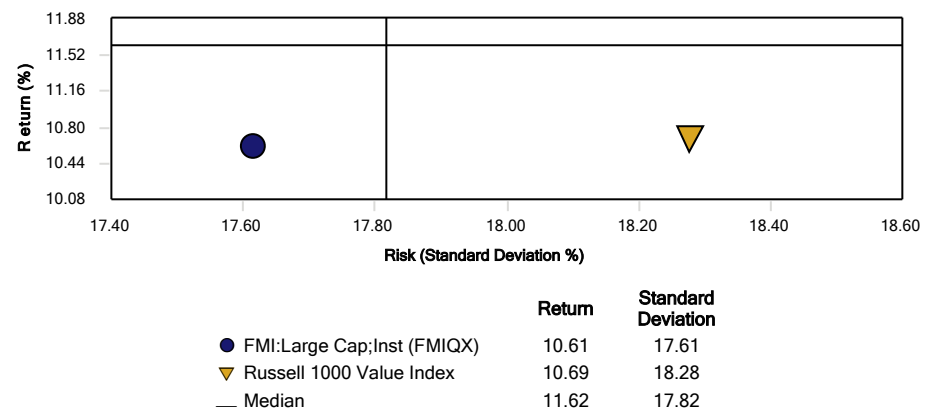 11.88
11.52
11.16
10.80
10.44
10.08
Return (%)
17.40 17.60 17.80 18.00 18.20 18.40 18.60
Risk (Standard Deviation %)
Return Standard
Deviation
FMI:Large Cap;Inst (FMIQX) 10.61 17.61
Russell 1000 Value Index 10.69 18.28
Median 11.62 17.82